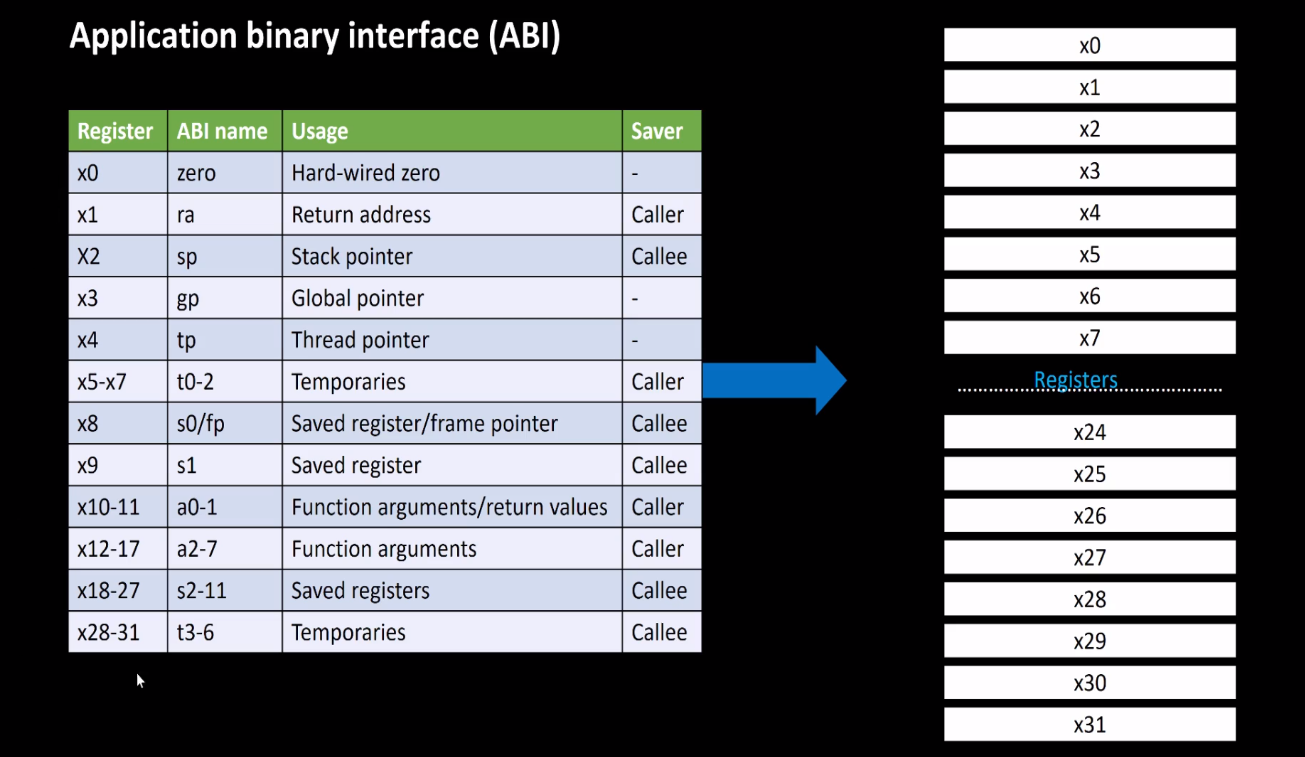 Application binary interface (ABI)
Register ABI name Usage Saver
x0 zero Hard-wired zero -
x1 ra Return address Caller
X2 sp Stack pointer Callee
x3 gp Global pointer -
x4 tp Thread pointer -
x5-x7 t0-2 Temporaries Caller
x8 s0/fp Saved register/frame pointer Callee
x9 s1 Saved register Callee
x10-11 a0-1 Function arguments/return values Caller
x12-17 a2-7 Function arguments Caller
x18-27 s2-11 Saved registers Callee
x28-31 t3-6 Temporaries Callee
x0
x1
x2
x3
x4
x5
x6
x7
Registers
x24
x25
x26
x27
x28
x29
x30
x31